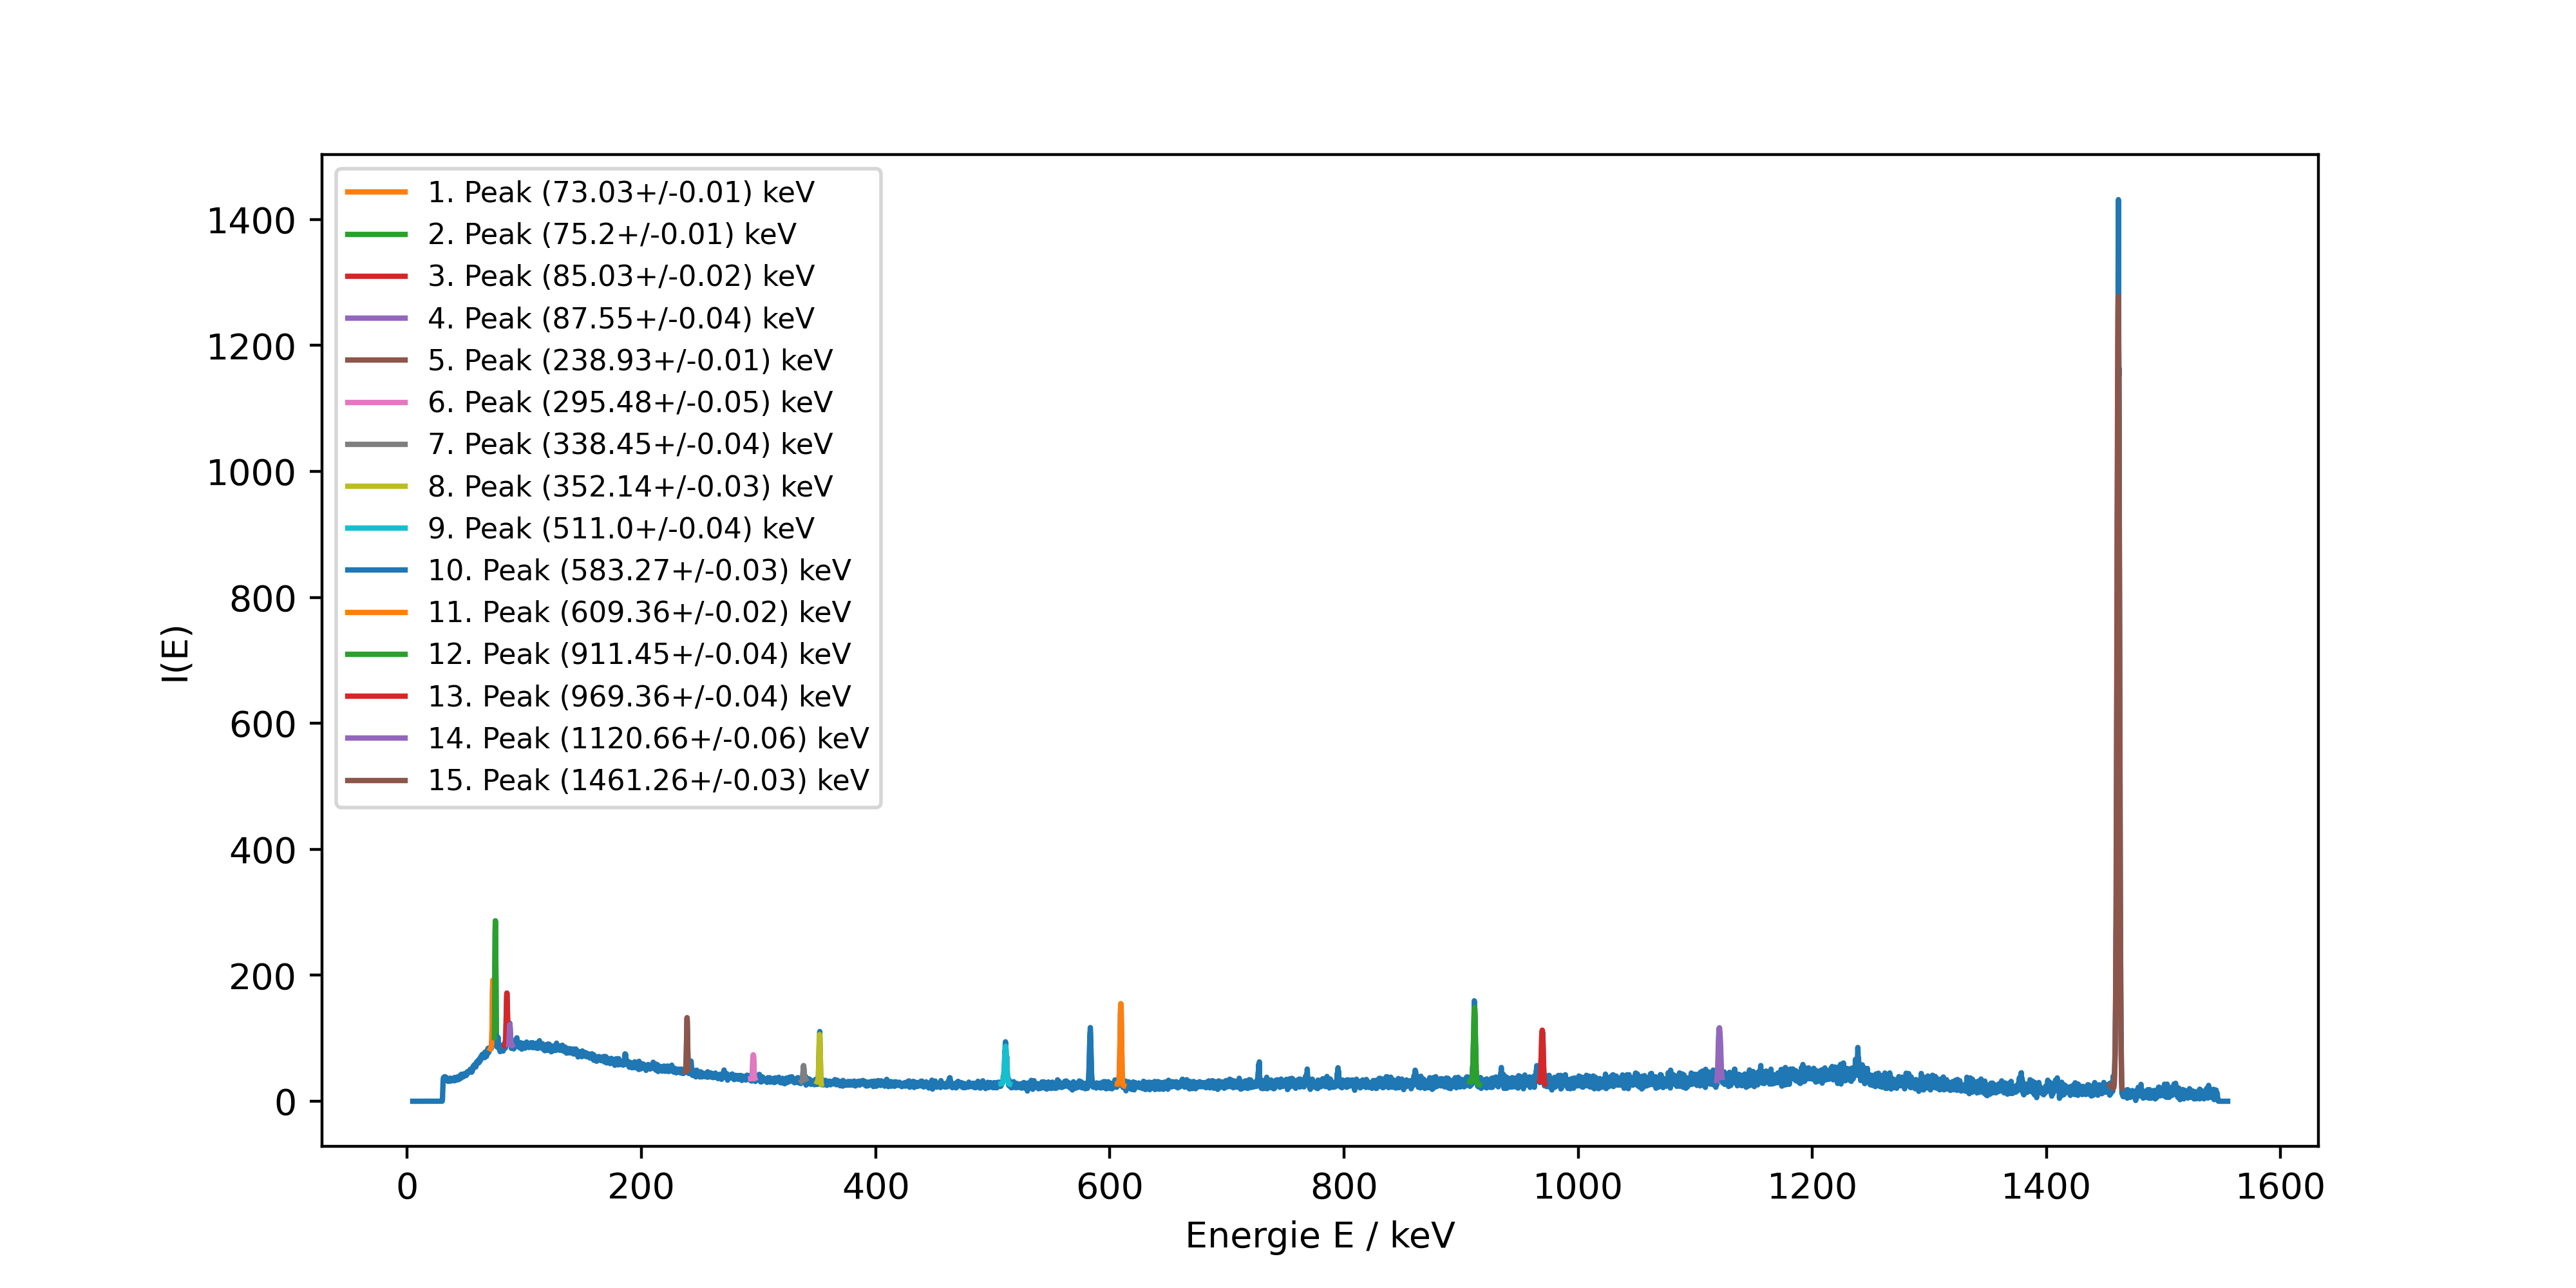 1. Peak (73.03+/-0.01) keV
2. Peak (75.2+/-0.01) keV
3. Peak (85.03+/-0.02) keV
4. Peak (87.55+/-0.04) keV
5. Peak (238.93+/-0.01) keV
6. Peak (295.48+/-0.05) keV
7. Peak (338.45+/-0.04) keV
8. Peak (352.14+/-0.03) keV
9. Peak (511.0+/-0.04) keV
10. Peak (583.27+/-0.03) keV
11. Peak (609.36+/-0.02) keV
12. Peak (911.45+/-0.04) keV
13. Peak (969.36+/-0.04) keV
14. Peak (1120.66+/-0.06) keV
15. Peak (1461.26+/-0.03) keV
1400
1200
1000
800
600
400
200
0
I(E)
0 200 400 600 800 1000 1200 1400 1600
Energie E / keV